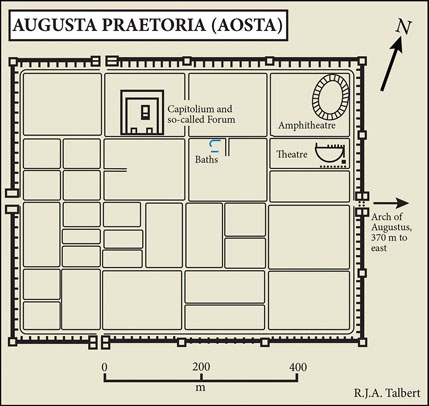 AUGUSTA PRAETORIA (AOSTA)
N
Capitolium and
so-called Forum
Amphitheatre
Baths
Theatre
Arch of
Augustus,
370 m to
east
0 200 400
m
R.J.A. Talbert